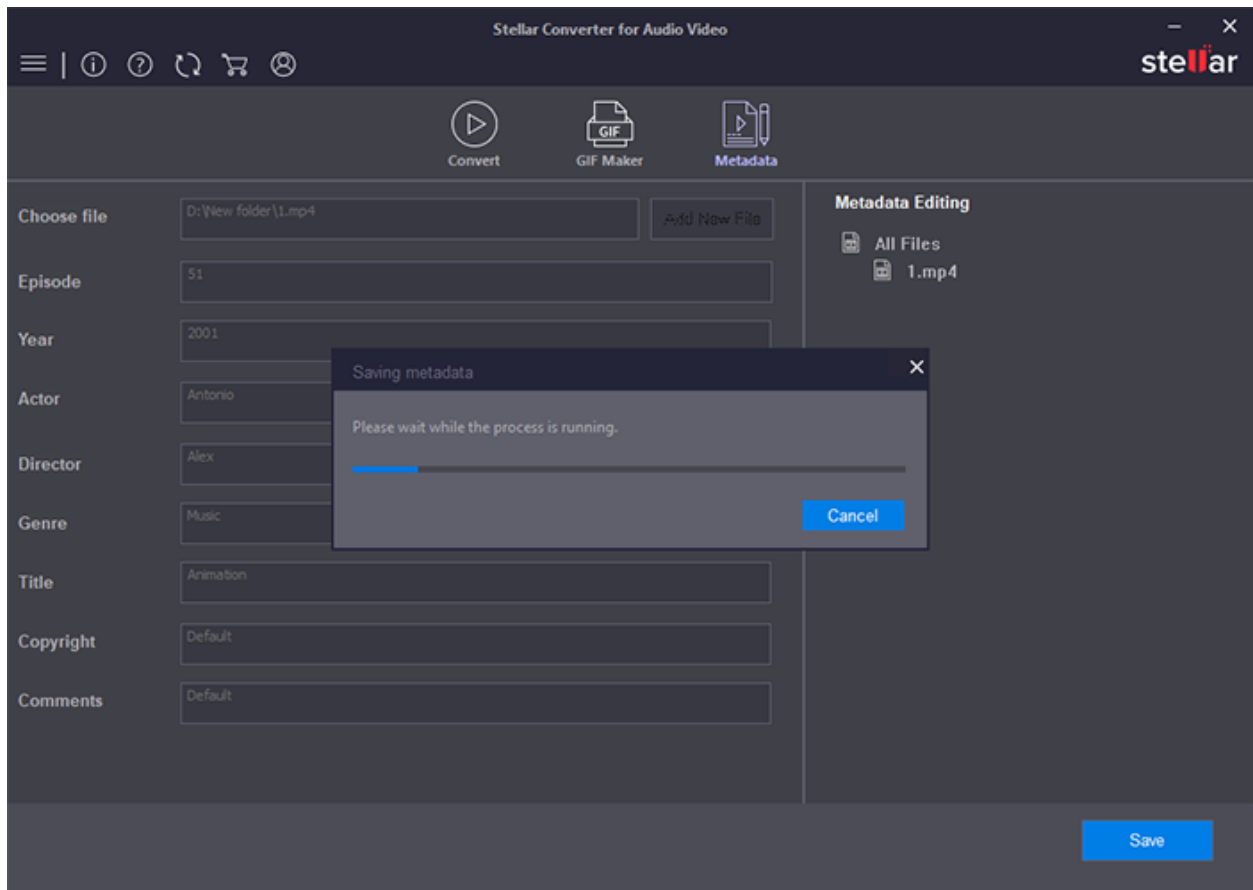 Stellar Converter for Audio Video
stellar
Convert
GIF
GIF Maker
Metadata
Choose file
D:\New folder\1.mp4
Add New File
Episode
51
Year
2001
Actor
Antonio
Director
Alex
Genre
Music
Title
Animation
Copyright
Default
Comments
Default
Metadata Editing
All Files
1.mp4
Saving metadata
Please wait while the process is running.
Cancel
Save